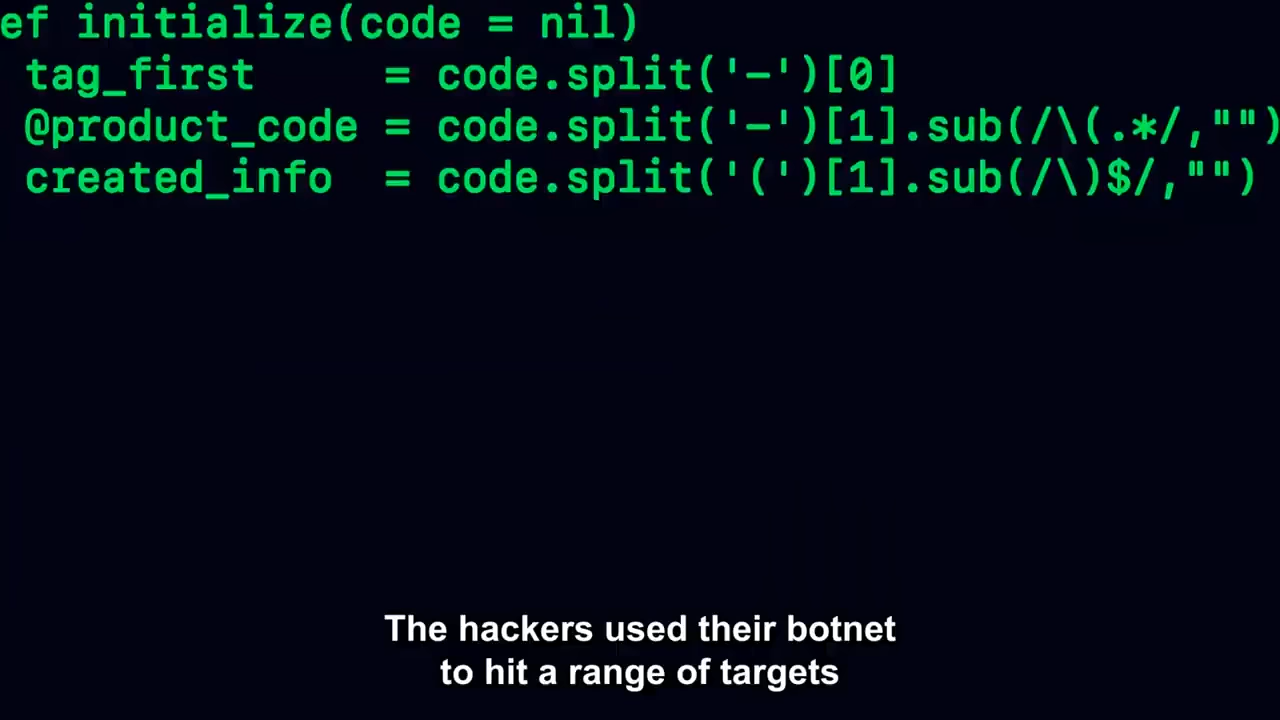 ef initialize(code = nil)
tag_first = code.split('-')[0]
@product_code = code.split('-')[1].sub(/\(.*/,"")
created_info = code.split('(')[1].sub(/\)$/,"")
The hackers used their botnet
to hit a range of targets